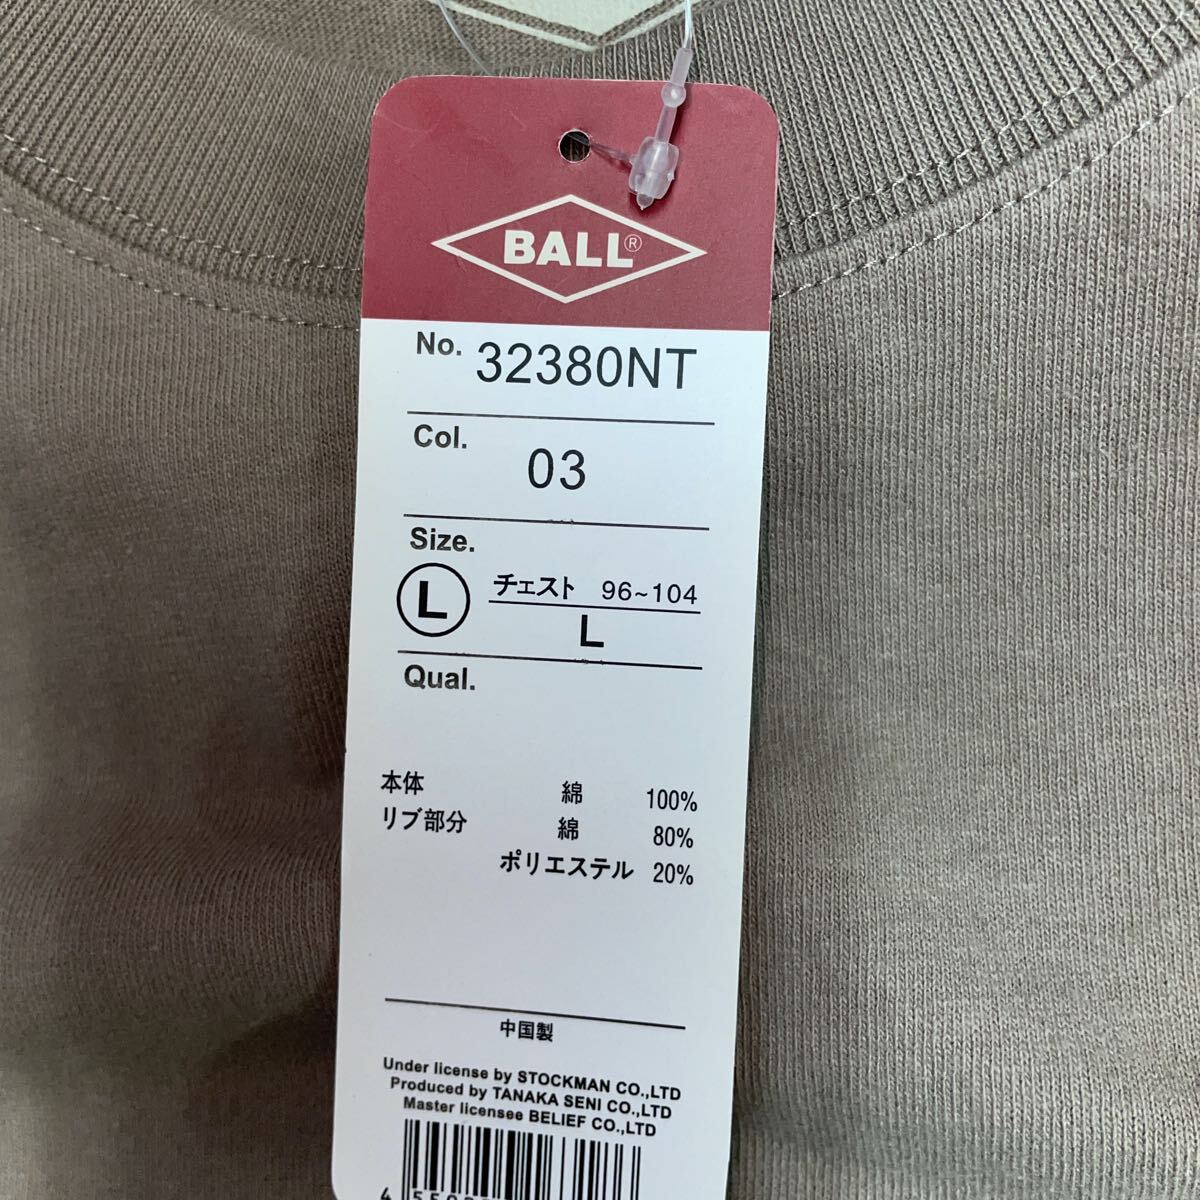 BALL®
No. 32380NT
Col. 03
Size.
L チェスト 96~104
L
Qual.
本体 綿 100%
リブ部分 綿 80%
ポリエステル 20%
中国製
Under license by STOCKMAN CO.,LTD
Produced by TANAKA SENI CO.,LTD
Master licensee BELIEF CO.,LTD